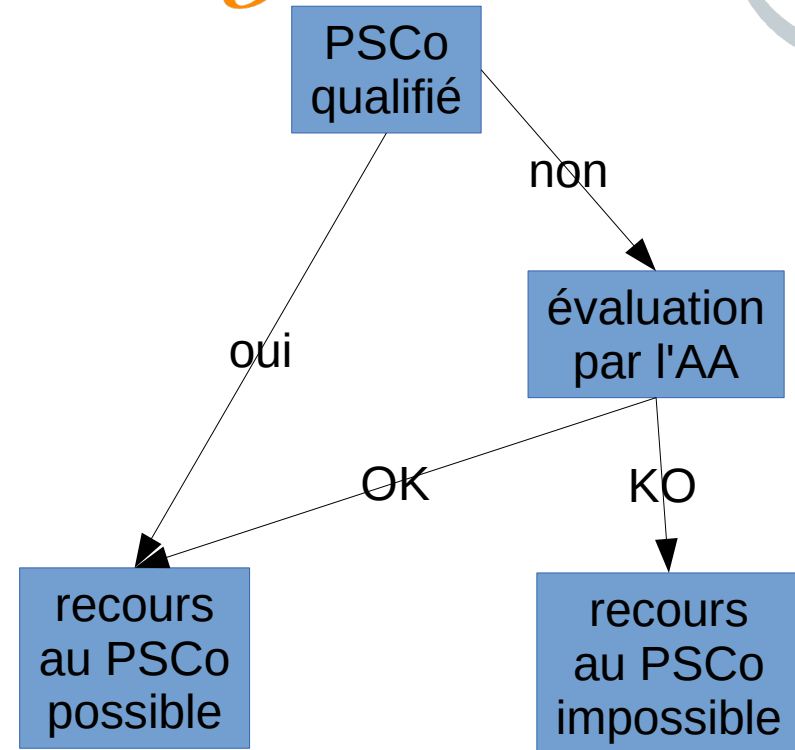 PSCo
qualifié
non
évaluation
par l'AA
oui
OK
KO
recours
au PSCo
possible
recours
au PSCo
impossible